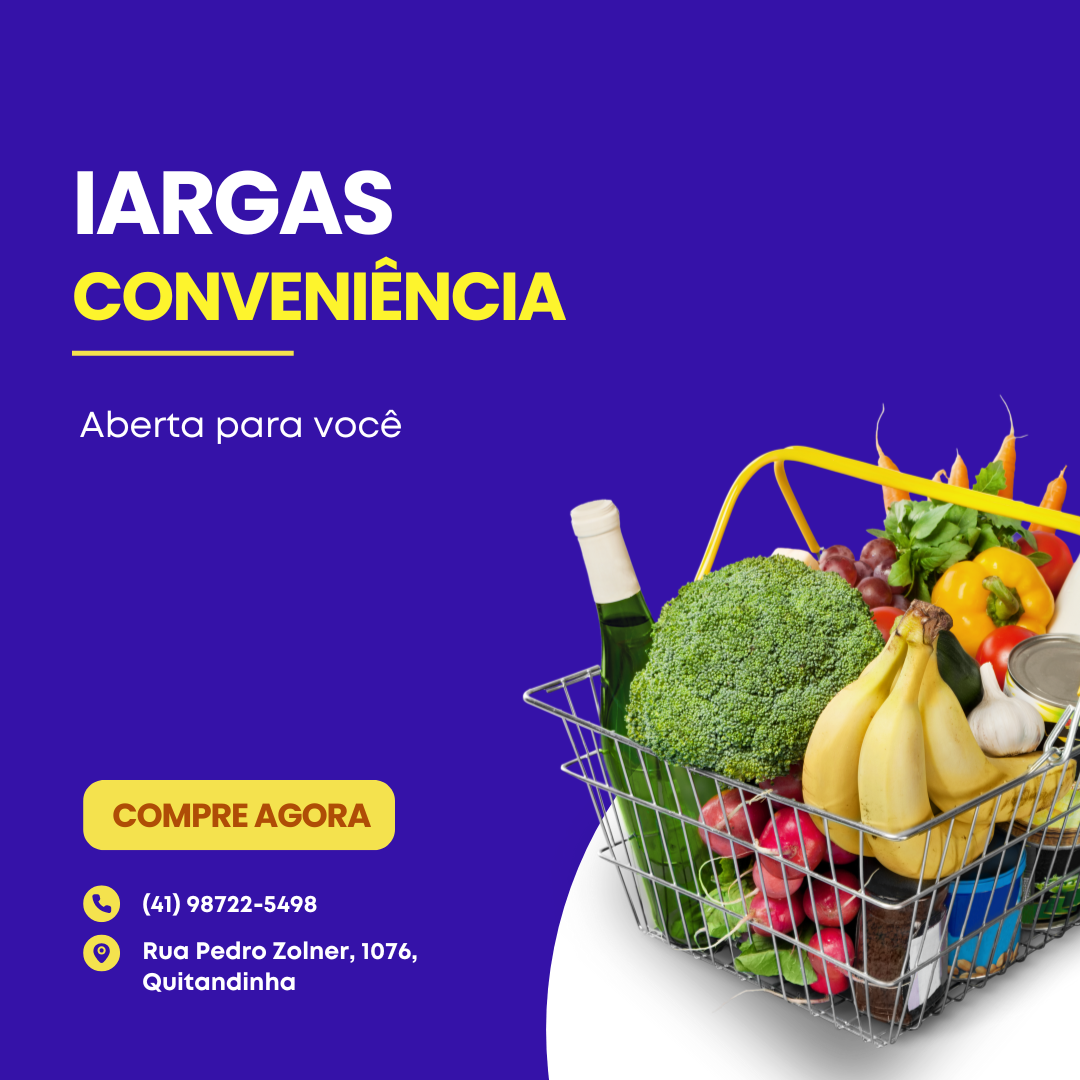 IARGAS
CONVENIÊNCIA
Aberta para você
COMPRE AGORA
(41) 98722-5498
Rua Pedro Zolner, 1076,
Quitandinha